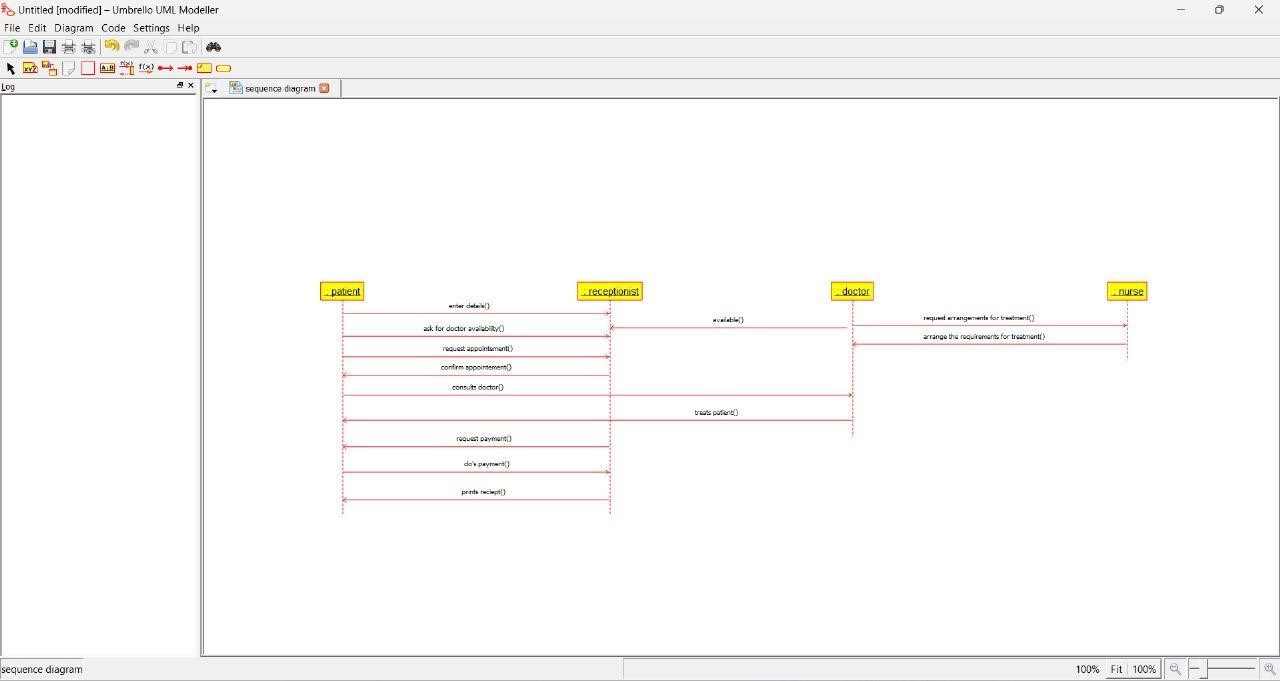 Untitled [modified] – Umbrello UML Modeller
File Edit Diagram Code Settings Help
Log
sequence diagram
: patient
: receptionist
: doctor
: nurse
enter details()
available()
request arrangements for treatment()
ask for doctor availability()
arrange the requirements for treatment()
request appointement()
confirm appointement()
consults doctor()
treats patient()
request payment()
do's payment()
prints reciept()
sequence diagram
100% Fit 100%